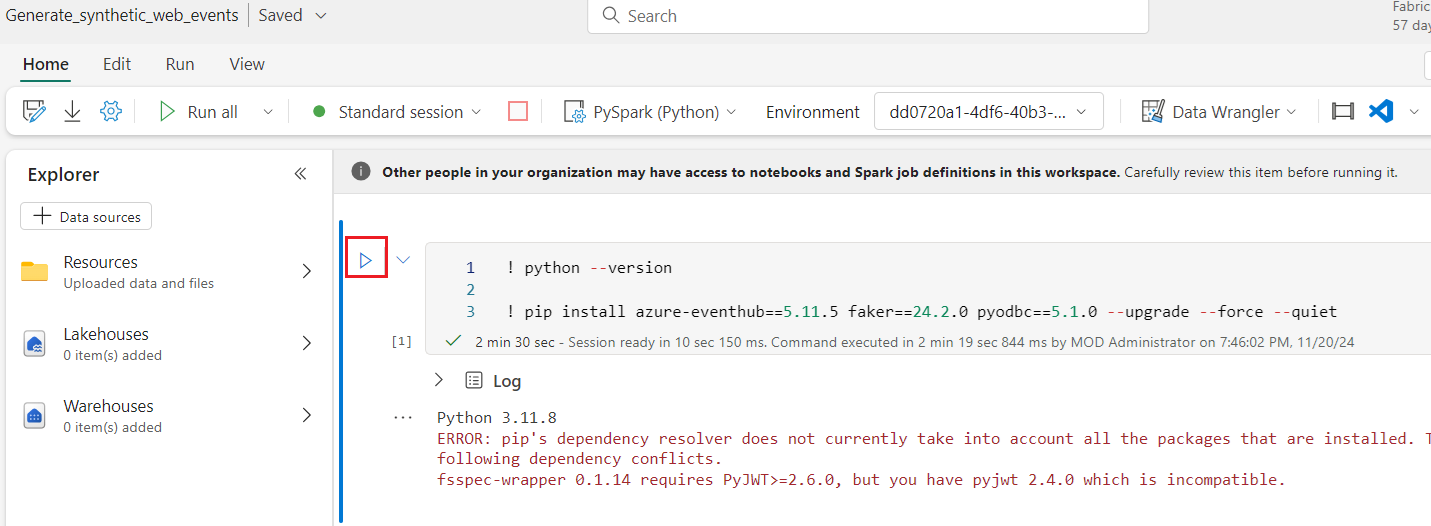 Generate_synthetic_web_events | Saved
Search
Fabric
57 day
Home Edit Run View
Run all Standard session PySpark (Python) Environment dd0720a1-4df6-40b3-... Data Wrangler
Explorer
Data sources
Resources
Uploaded data and files
Lakehouses
0 item(s) added
Warehouses
0 item(s) added
Other people in your organization may have access to notebooks and Spark job definitions in this workspace. Carefully review this item before running it.
1 ! python --version
2
3 ! pip install azure-eventhub==5.11.5 faker==24.2.0 pyodbc==5.1.0 --upgrade --force --quiet
[1] 2 min 30 sec - Session ready in 10 sec 150 ms. Command executed in 2 min 19 sec 844 ms by MOD Administrator on 7:46:02 PM, 11/20/24
Log
... Python 3.11.8
ERROR: pip's dependency resolver does not currently take into account all the packages that are installed.
following dependency conflicts.
fsspec-wrapper 0.1.14 requires PyJWT>=2.6.0, but you have pyjwt 2.4.0 which is incompatible.